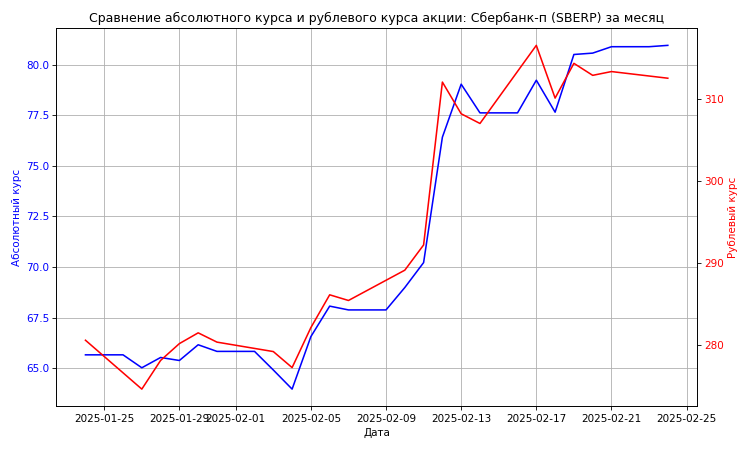 Сравнение абсолютного курса и рублевого курса акции: Сбербанк-п (SBERP) за месяц
80.0
77.5
75.0
72.5
70.0
67.5
65.0
Абсолютный курс
310
300
290
280
Рублевый курс
2025-01-25 2025-01-29 2025-02-01 2025-02-05 2025-02-09 2025-02-13 2025-02-17 2025-02-21 2025-02-25
Дата